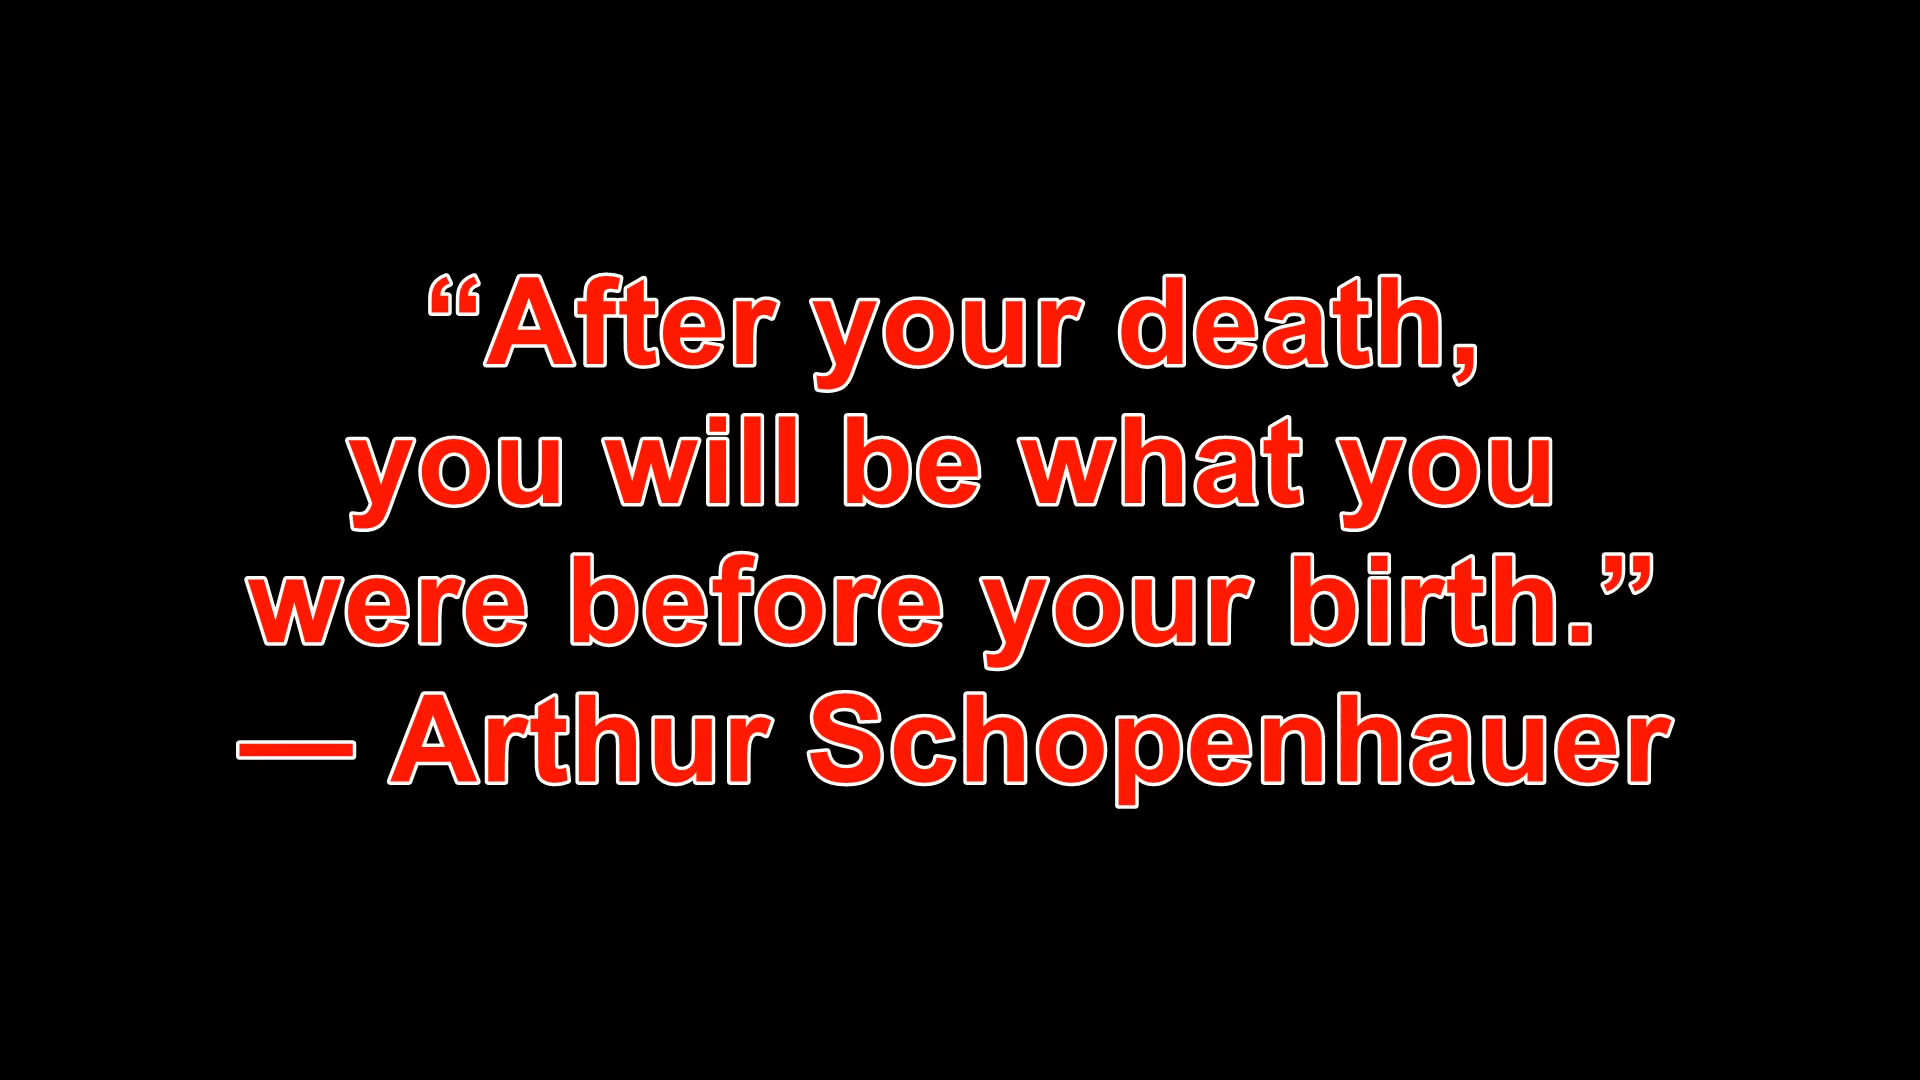 “After your death,
you will be what you
were before your birth.”
— Arthur Schopenhauer